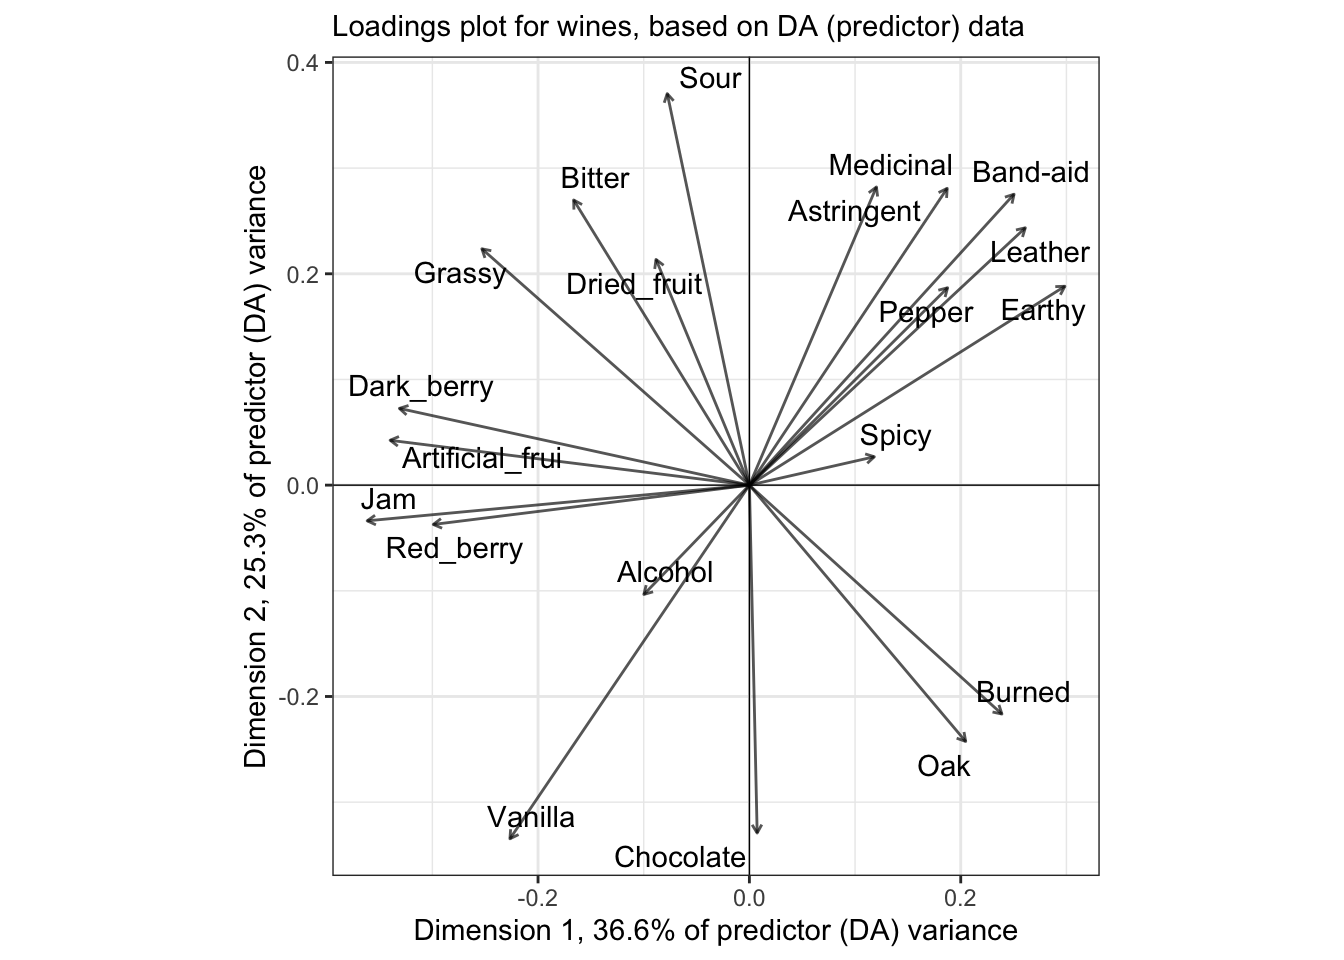 Loadings plot for wines, based on DA (predictor) data
0.4
Sour
Medicinal
Band-aid
Bitter
Astringent
Leather
Grassy
0.2
Dried_fruit
Pepper
Earthy
Dark_berry
Spicy
Artificial_frui
0.0
Jam
Red_berry
Alcohol
-0.2
Burned
Oak
Vanilla
Chocolate
-0.2
0.0
0.2
Dimension 1, 36.6% of predictor (DA) variance
Dimension 2, 25.3% of predictor (DA) variance